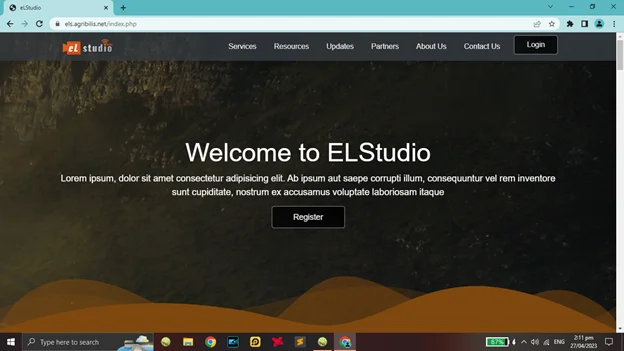 eLStudio
els.agribilis.net/index.php
eL studio
Services Resources Updates Partners About Us Contact Us Login
Welcome to ELStudio
Lorem ipsum, dolor sit amet consectetur adipisicing elit. Ab ipsum aut saepe corrupti illum, consequuntur vel rem inventore
sunt cupiditate, nostrum ex accusamus voluptate laboriosam itaque
Register
Type here to search
87%
ENG
2:11 pm
27/04/2023